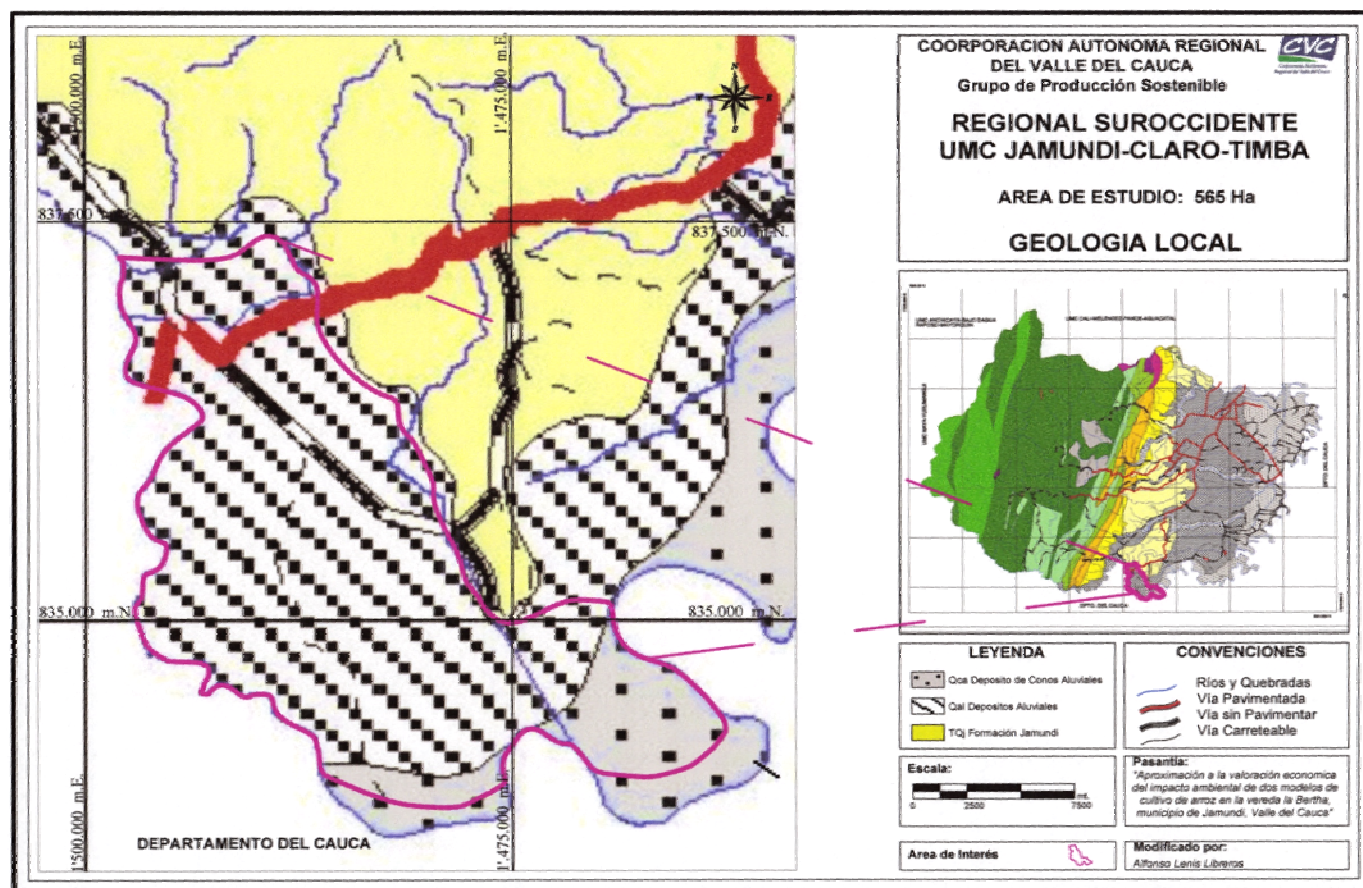 COORPORACION AUTONOMA REGIONAL
DEL VALLE DEL CAUCA
Grupo de Producción Sostenible
CVC
REGIONAL SUROCCIDENTE
UMC JAMUNDI-CLARO-TIMBA
AREA DE ESTUDIO: 565 Ha
GEOLOGIA LOCAL
1'.475.000 m.E.
837.500 m.N.
837.500 m.N.
835.000 m.N.
835.000 m.N.
1'500.000 m.E.
1'.475.000 m.E.
DEPARTAMENTO DEL CAUCA
DPTO. DEL CAUCA
LEYENDA
Qca Deposito de Conos Aluviales
Qal Depositos Aluviales
TQj Formación Jamundi
CONVENCIONES
Ríos y Quebradas
Vía Pavimentada
Vía sin Pavimentar
Vía Carreteable
Escala:
0 2500 7500
mt.
Pasantía:
"Aproximación a la valoración economica
del impacto ambiental de dos modelos de
cultivo de arroz en la vereda la Bertha,
municipio de Jamundi, Valle del Cauca"
Area de Interés
Modificado por:
Alfonso Lenis Libreros